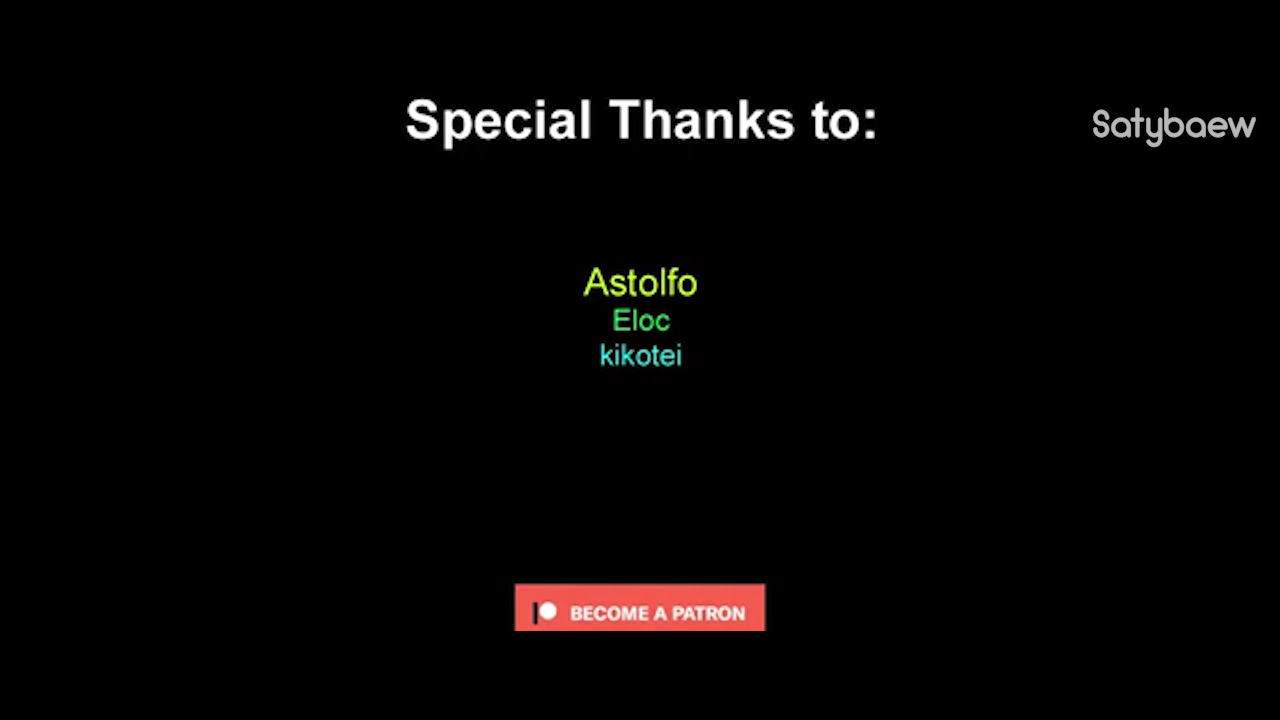 Special Thanks to:
Satybaew
Astolfo
Eloc
kikotei
BECOME A PATRON